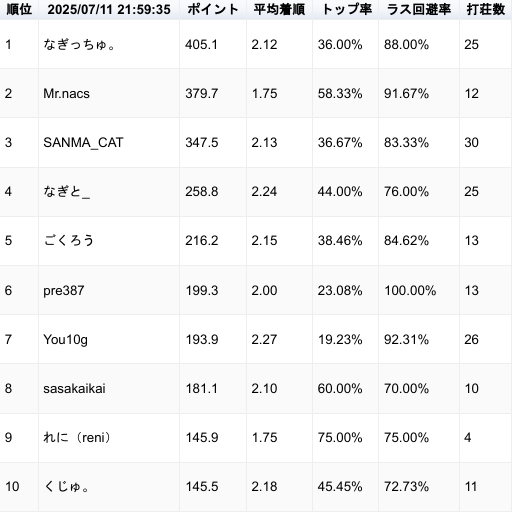 順位 2025/07/11 21:59:35 ポイント 平均着順 トップ率 ラス回避率 打荘数
1 なぎっちゅ。 405.1 2.12 36.00% 88.00% 25
2 Mr.nacs 379.7 1.75 58.33% 91.67% 12
3 SANMA_CAT 347.5 2.13 36.67% 83.33% 30
4 なぎと_ 258.8 2.24 44.00% 76.00% 25
5 ごくろう 216.2 2.15 38.46% 84.62% 13
6 pre387 199.3 2.00 23.08% 100.00% 13
7 You10g 193.9 2.27 19.23% 92.31% 26
8 sasakaikai 181.1 2.10 60.00% 70.00% 10
9 れに（reni） 145.9 1.75 75.00% 75.00% 4
10 くじゅ。 145.5 2.18 45.45% 72.73% 11